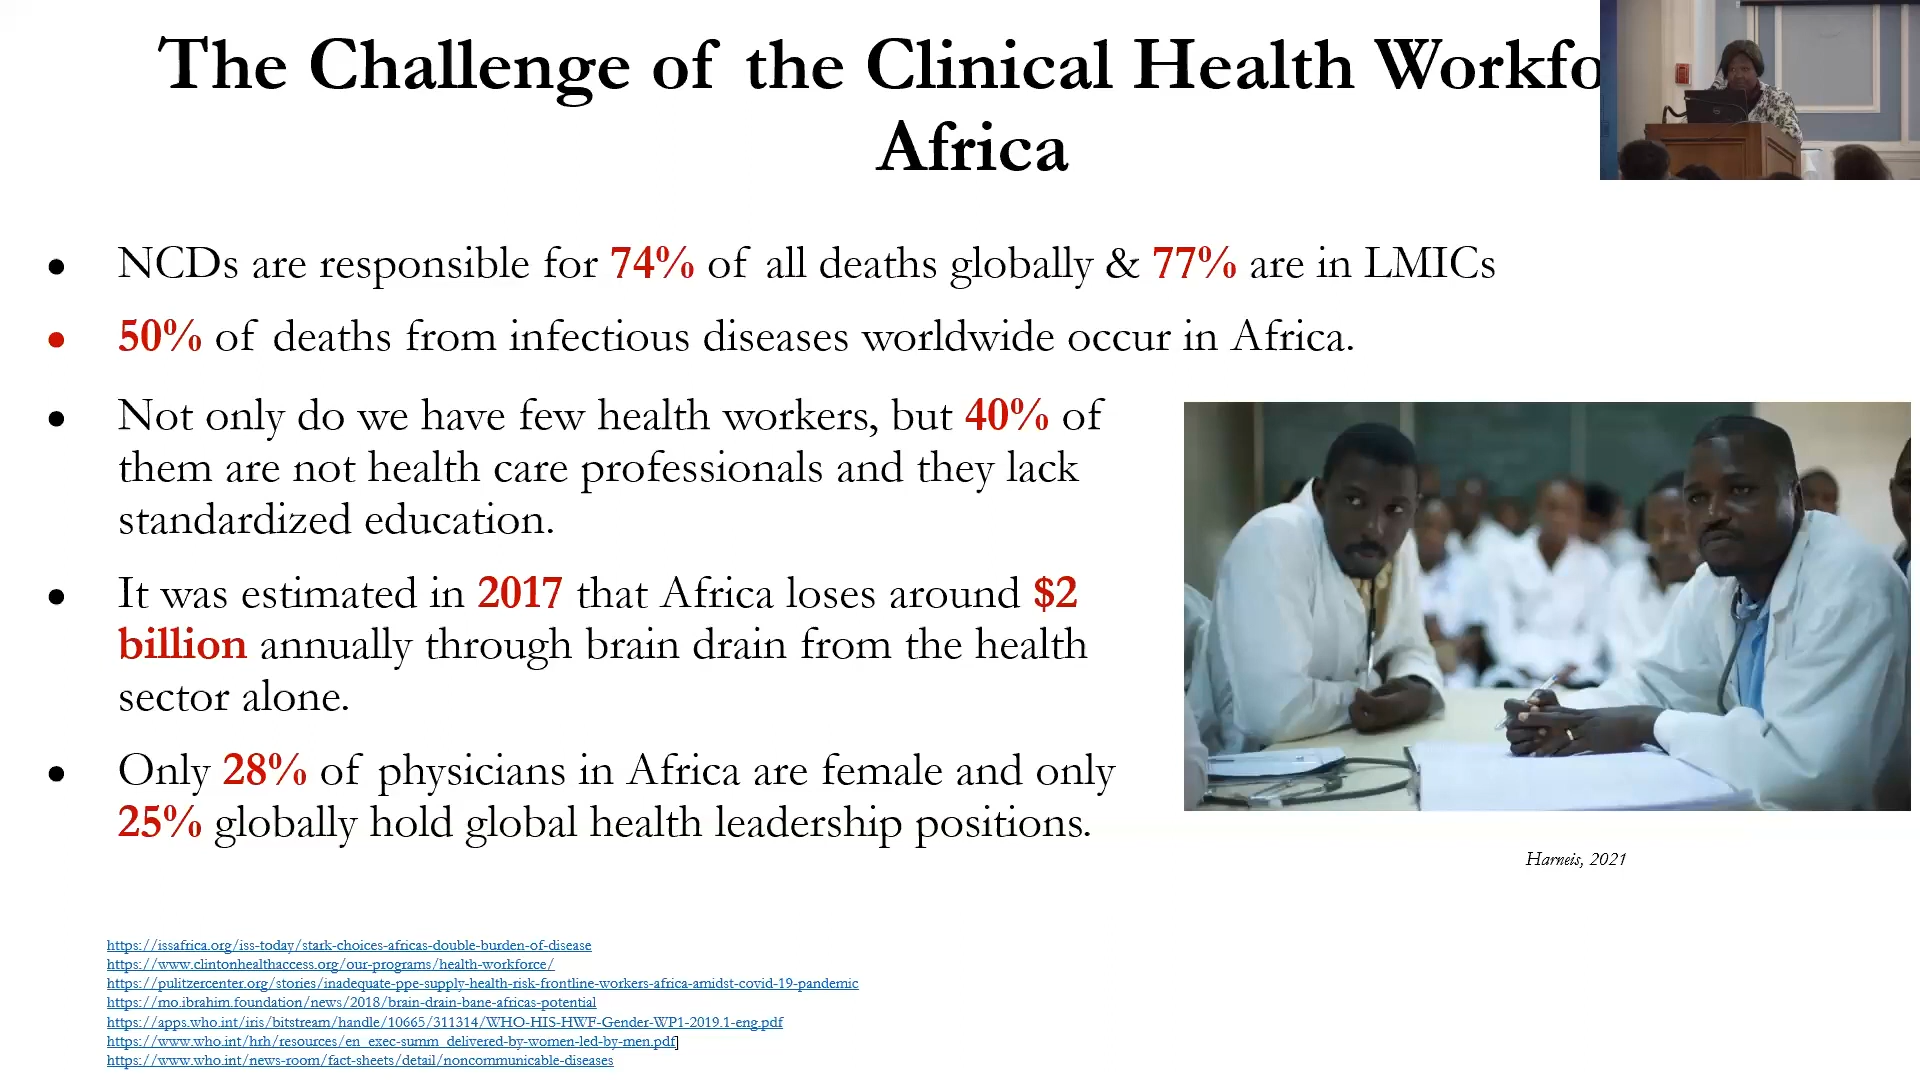 The Challenge of the Clinical Health Workfo
Africa
• NCDs are responsible for 74% of all deaths globally & 77% are in LMICs
• 50% of deaths from infectious diseases worldwide occur in Africa.
• Not only do we have few health workers, but 40% of
them are not health care professionals and they lack
standardized education.
• It was estimated in 2017 that Africa loses around $2
billion annually through brain drain from the health
sector alone.
• Only 28% of physicians in Africa are female and only
25% globally hold global health leadership positions.
Harneis, 2021
https://issafrica.org/iss-today/stark-choices-africas-double-burden-of-disease
https://www.clintonhealthaccess.org/our-programs/health-workforce/
https://pulitzercenter.org/stories/inadequate-ppe-supply-health-risk-frontline-workers-africa-amidst-covid-19-pandemic
https://mo.ibrahim.foundation/news/2018/brain-drain-bane-africas-potential
https://apps.who.int/iris/bitstream/handle/10665/311314/WHO-HIS-HWF-Gender-WP1-2019.1-eng.pdf
https://www.who.int/hrh/resources/en_exec-summ_delivered-by-women-led-by-men.pdf]
https://www.who.int/news-room/fact-sheets/detail/noncommunicable-diseases